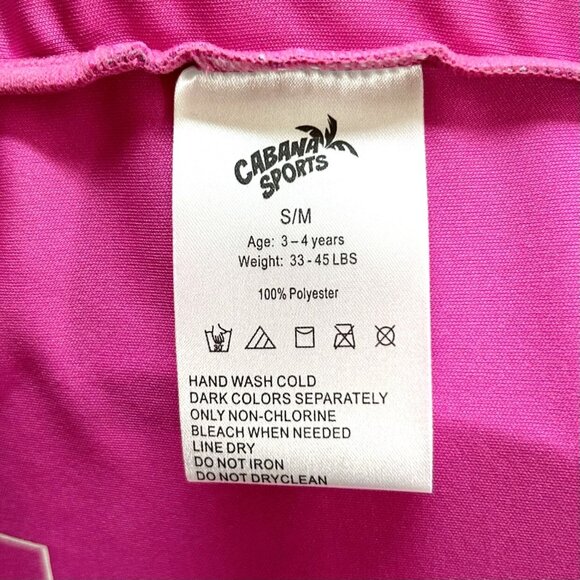 CABANA
SPORTS
S/M
Age: 3 – 4 years
Weight: 33 - 45 LBS
100% Polyester
HAND WASH COLD
DARK COLORS SEPARATELY
ONLY NON-CHLORINE
BLEACH WHEN NEEDED
LINE DRY
DO NOT IRON
DO NOT DRYCLEAN